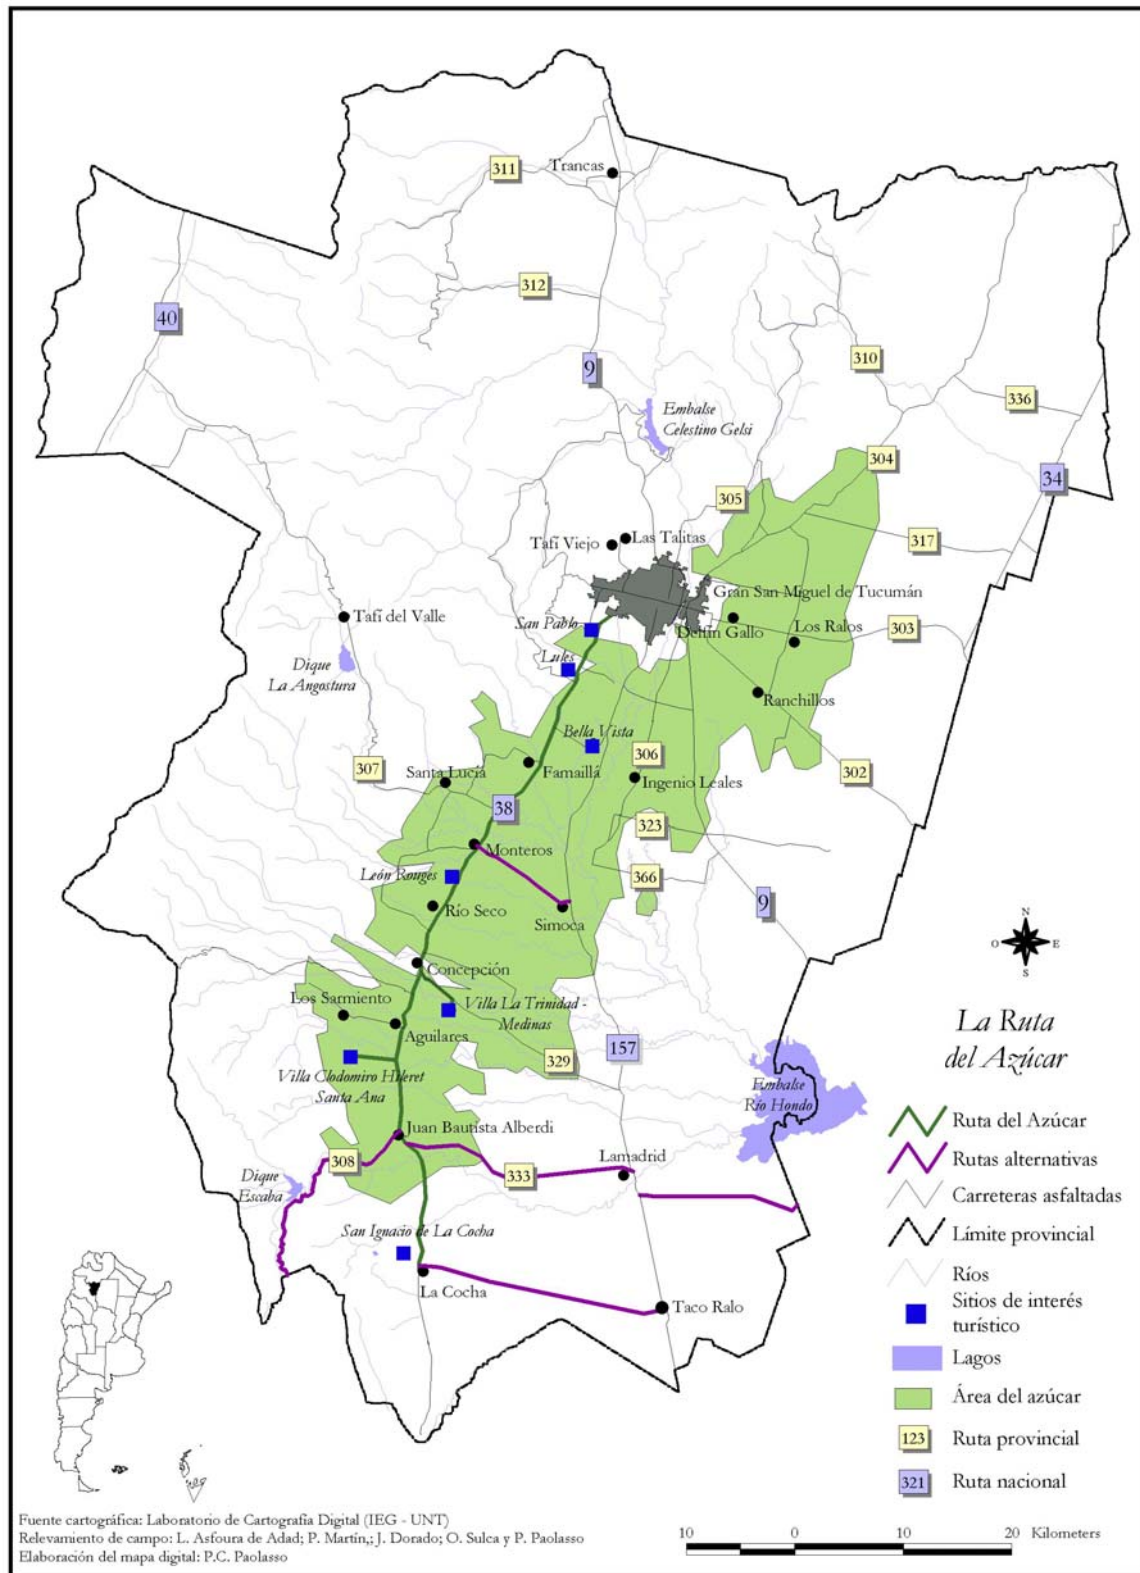 Trancas
311
312
40
9
310
336
Embalse
Celestino Gelsi
304
34
305
317
Las Talitas
Tafí Viejo
Gran San Miguel de Tucumán
Tafí del Valle
San Pablo
Delfín Gallo
Los Ralos
303
Lules
Dique
La Angostura
Ranchillos
Bella Vista
306
307
Santa Lucía
Famaillá
Ingenio Leales
302
38
323
Monteros
León Rouges
366
9
Río Seco
Simoca
N
O
E
S
Concepción
Los Sarmiento
Villa La Trinidad -
Medinas
Aguilares
157
329
La Ruta
del Azúcar
Villa Clodomiro Hileret
Santa Ana
Embalse
Río Hondo
Juan Bautista Alberdi
308
Lamadrid
333
Dique
Escaba
San Ignacio de La Cocha
La Cocha
Taco Ralo
Ruta del Azúcar
Rutas alternativas
Carreteras asfaltadas
Límite provincial
Ríos
Sitios de interés
turístico
Lagos
Área del azúcar
123
Ruta provincial
321
Ruta nacional
Fuente cartográfica: Laboratorio de Cartografía Digital (IEG - UNT)
Relevamiento de campo: L. Asfoura de Adad; P. Martín,; J. Dorado; O. Sulca y P. Paolasso
Elaboración del mapa digital: P.C. Paolasso
10 0 10 20 Kilometers